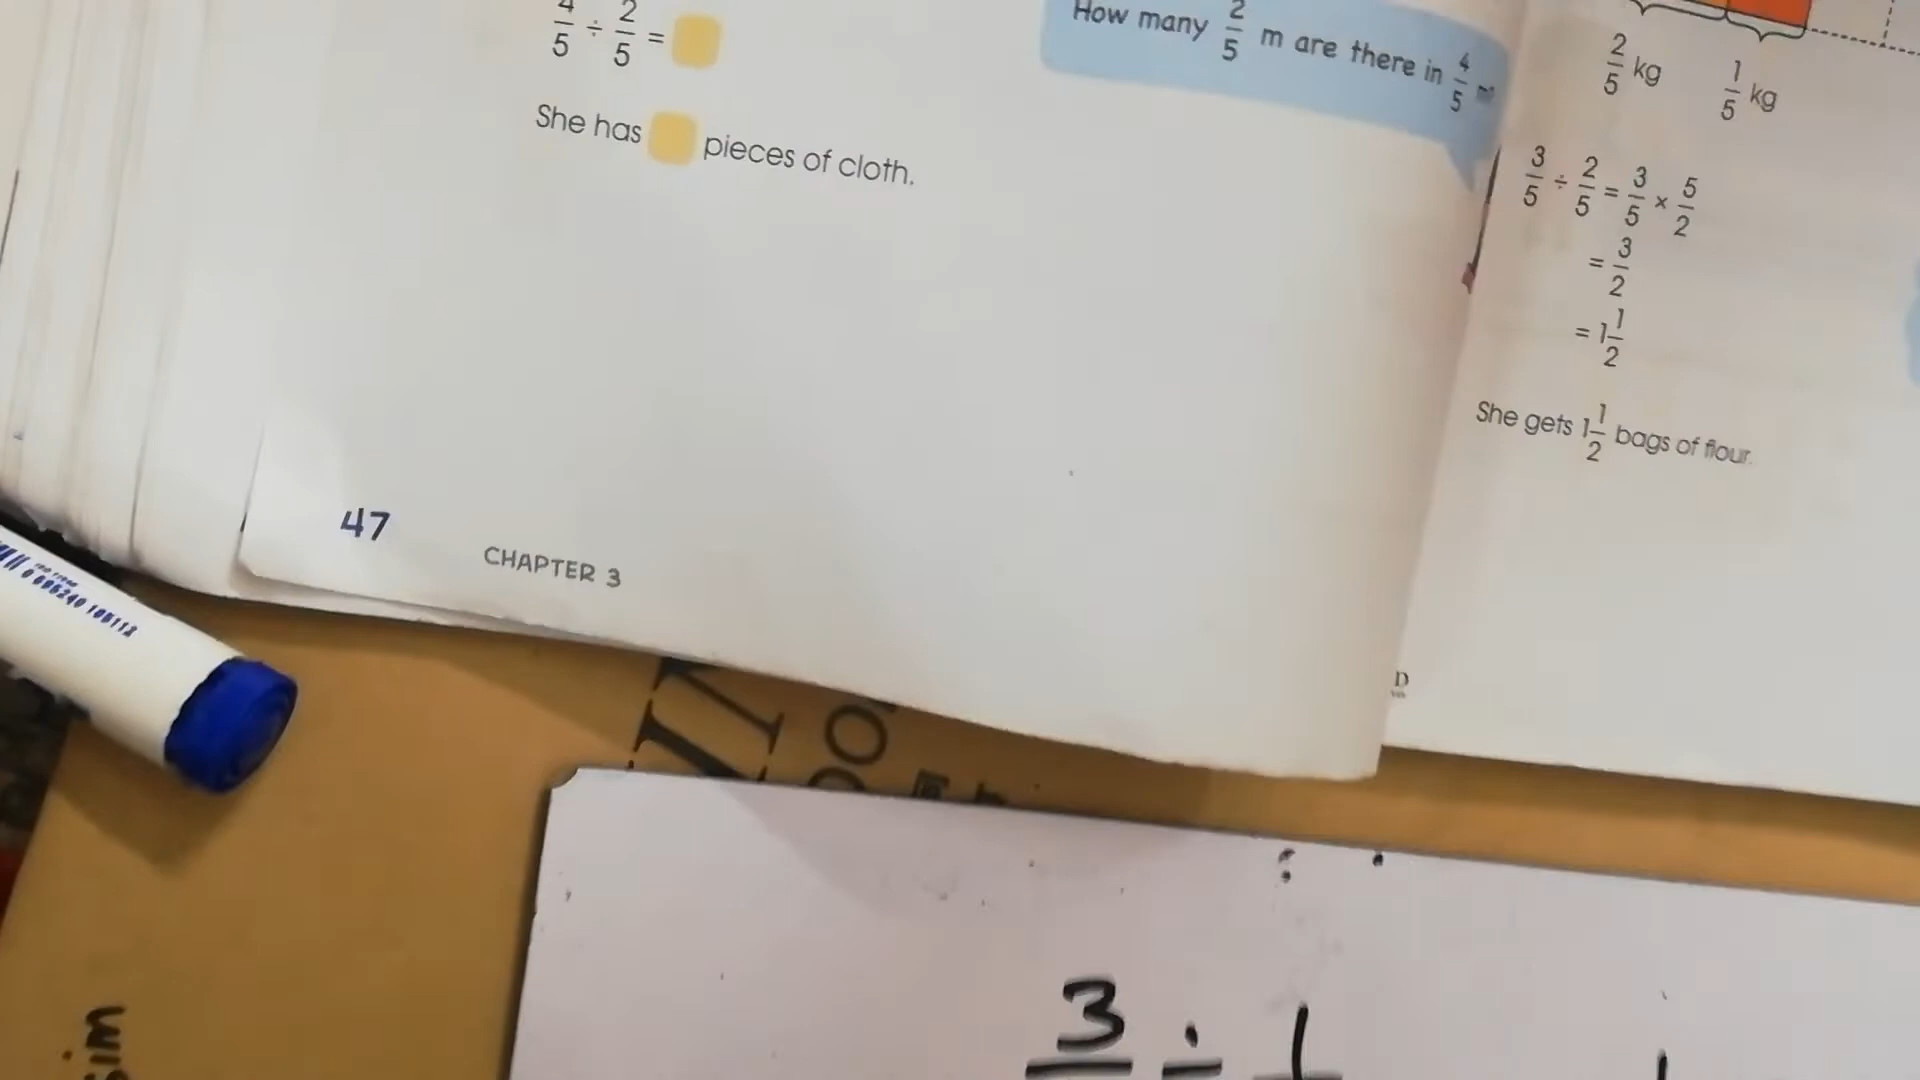 4/5 ÷ 2/5 =
She has pieces of cloth.
How many 2/5 m are there in 4/5 m
47
CHAPTER 3
2/5 kg 1/5 kg
3/5 ÷ 2/5 = 3/5 × 5/2
= 3/2
= 1 1/2
She gets 1 1/2 bags of flour.
D
3 ÷ 1
sim